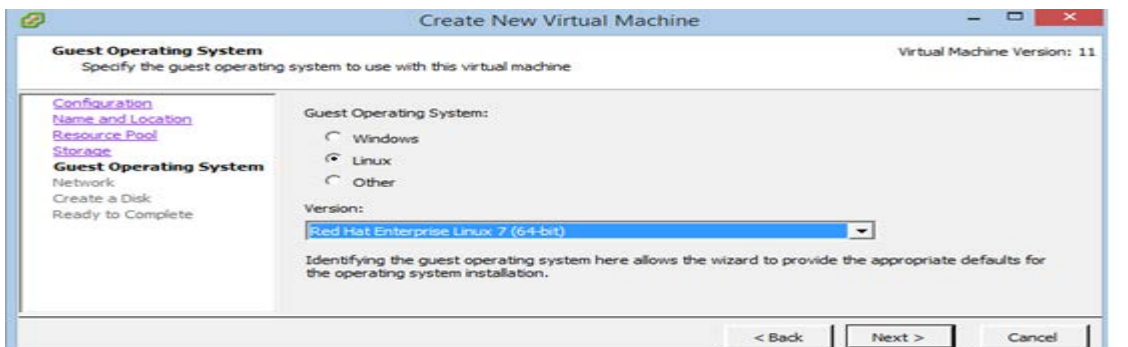 Create New Virtual Machine
Guest Operating System
Virtual Machine Version: 11
Specify the guest operating system to use with this virtual machine
Configuration
Name and Location
Resource Pool
Storage
Guest Operating System
Network
Create a Disk
Ready to Complete
Guest Operating System:
Windows
Linux
Other
Version:
Red Hat Enterprise Linux 7 (64-bit)
Identifying the guest operating system here allows the wizard to provide the appropriate defaults for
the operating system installation.
< Back
Next >
Cancel